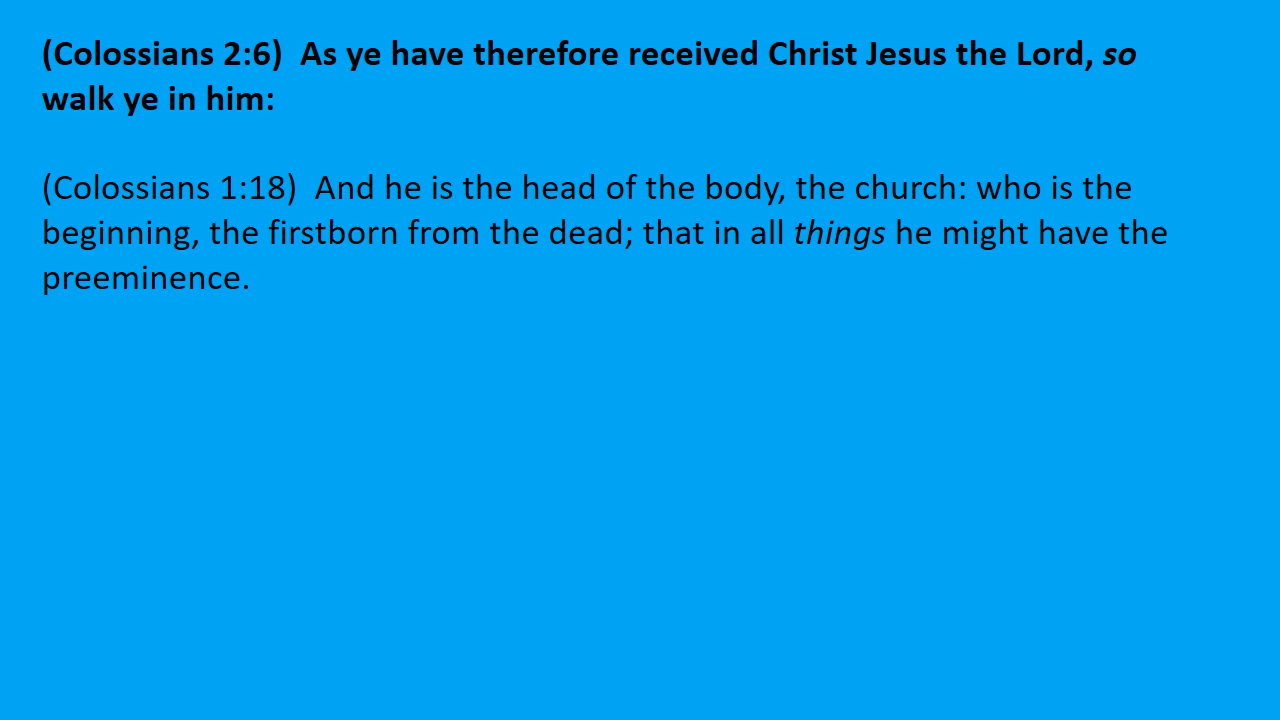 (Colossians 2:6)  As ye have therefore received Christ Jesus the Lord, so
walk ye in him:
(Colossians 1:18)  And he is the head of the body, the church: who is the
beginning, the firstborn from the dead; that in all things he might have the
preeminence.